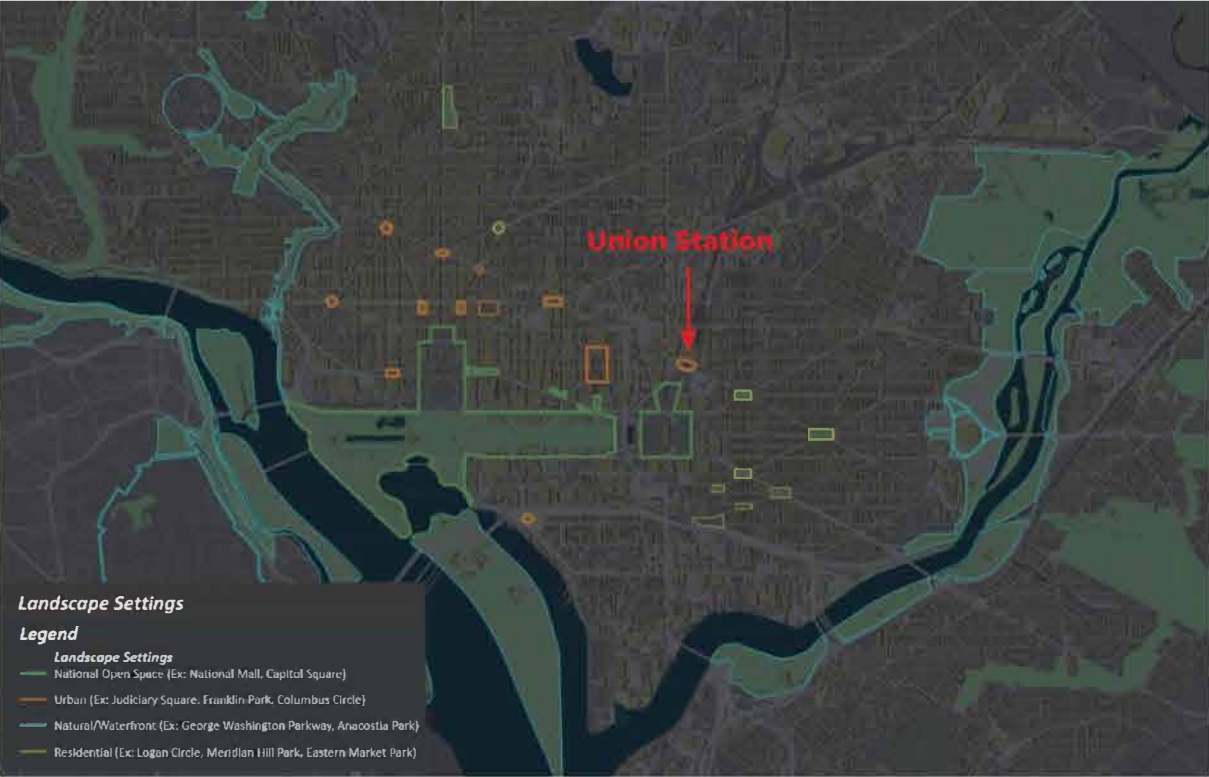 Union Station
Landscape Settings
Legend
Landscape Settings
National Open Space (Ex: National Mall, Capitol Square)
Urban (Ex: Judiciary Square, Franklin Park, Columbus Circle)
Natural/Waterfront (Ex: George Washington Parkway, Anacostia Park)
Residential (Ex: Logan Circle, Meridian Hill Park, Eastern Market Park)